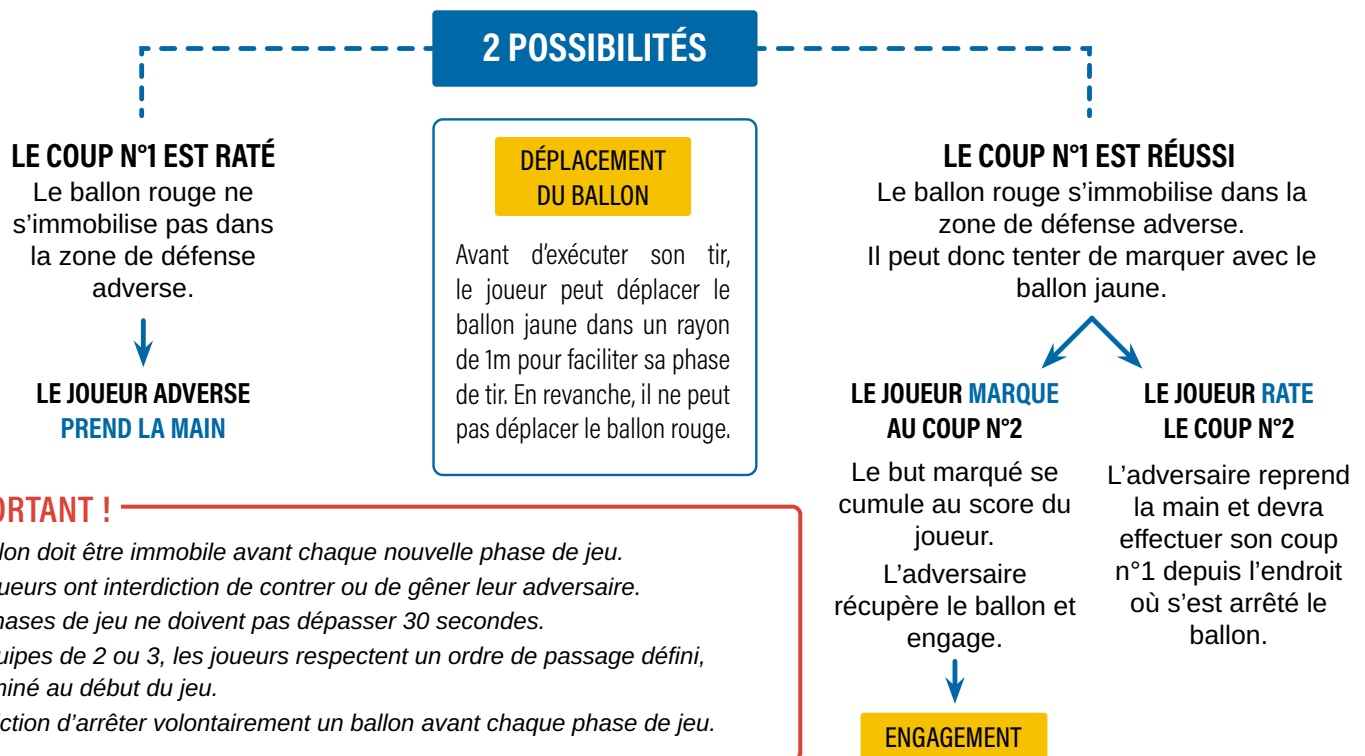 2 POSSIBILITÉS
LE COUP N°1 EST RATÉ
Le ballon rouge ne
s’immobilise pas dans
la zone de défense
adverse.
LE JOUEUR ADVERSE
PREND LA MAIN
DÉPLACEMENT
DU BALLON
Avant d’exécuter son tir,
le joueur peut déplacer le
ballon jaune dans un rayon
de 1m pour faciliter sa phase
de tir. En revanche, il ne peut
pas déplacer le ballon rouge.
LE COUP N°1 EST RÉUSSI
Le ballon rouge s’immobilise dans la
zone de défense adverse.
Il peut donc tenter de marquer avec le
ballon jaune.
LE JOUEUR MARQUE
AU COUP N°2
Le but marqué se
cumule au score du
joueur.
L’adversaire
récupère le ballon et
engage.
ENGAGEMENT
LE JOUEUR RATE
LE COUP N°2
L’adversaire reprend
la main et devra
effectuer son coup
n°1 depuis l’endroit
où s’est arrêté le
ballon.
ORTANT !
lon doit être immobile avant chaque nouvelle phase de jeu.
ueurs ont interdiction de contrer ou de gêner leur adversaire.
hases de jeu ne doivent pas dépasser 30 secondes.
uipes de 2 ou 3, les joueurs respectent un ordre de passage défini,
miné au début du jeu.
iction d’arrêter volontairement un ballon avant chaque phase de jeu.